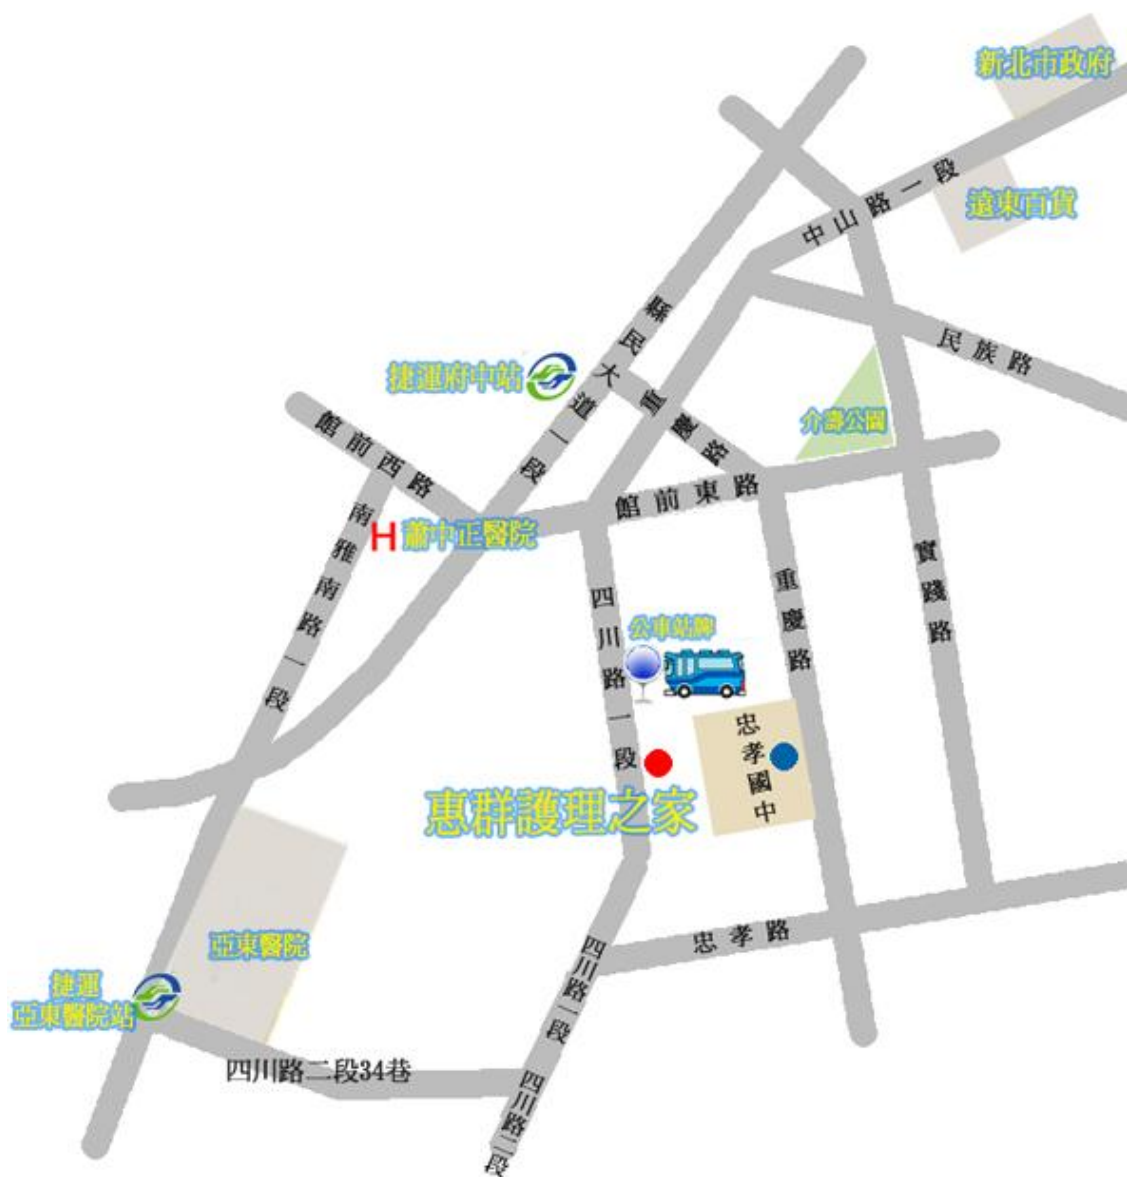 新北市政府
中山路一段
遠東百貨
縣民大道一段
民族路
捷運府中站
重慶路
介壽公園
館前西路
館前東路
南雅南路一段
H 蕭中正醫院
實踐路
四川路一段
重慶路
公車站牌
忠孝國中
惠群護理之家
亞東醫院
忠孝路
四川路一段
捷運
亞東醫院站
四川路二段34巷
四川路二段